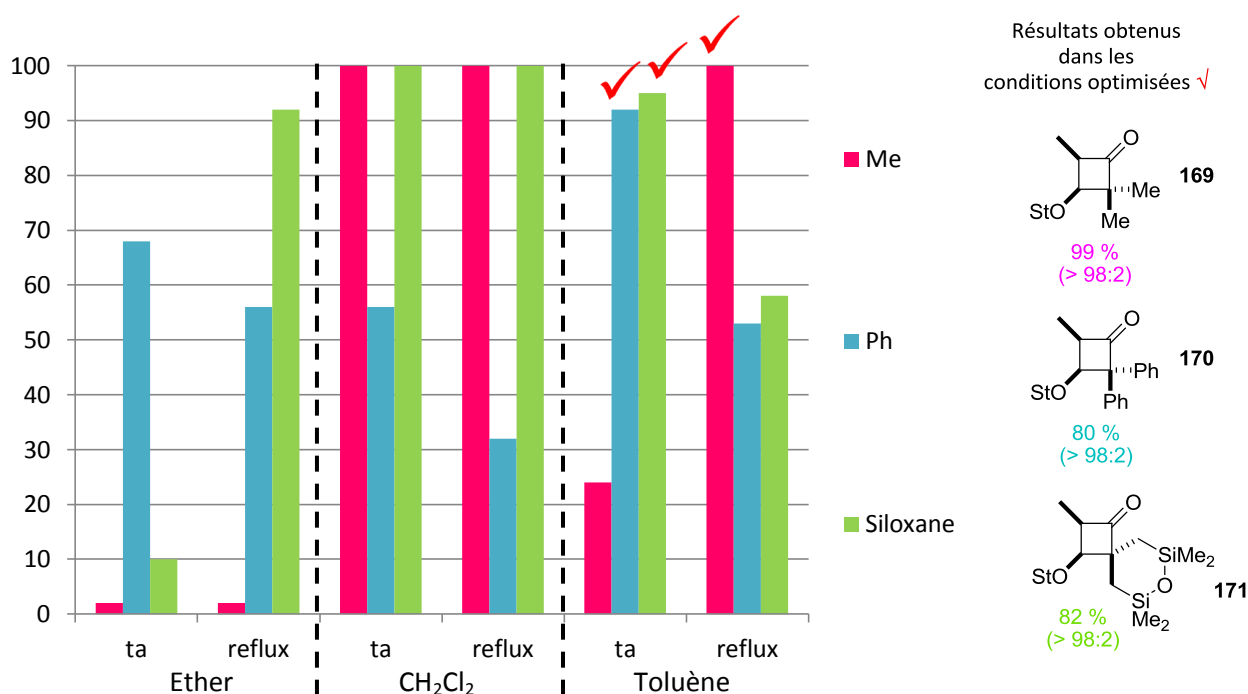 Résultats obtenus
dans les
conditions optimisées √
100
90
80
70
60
50
40
30
20
10
0
ta
reflux
ta
reflux
ta
reflux
Ether
CH₂Cl₂
Toluène
Me
Ph
Siloxane
O
StO
Me
Me
169
99 %
(> 98:2)
O
StO
Ph
Ph
170
80 %
(> 98:2)
O
StO
SiMe₂
O
Si
Me₂
171
82 %
(> 98:2)